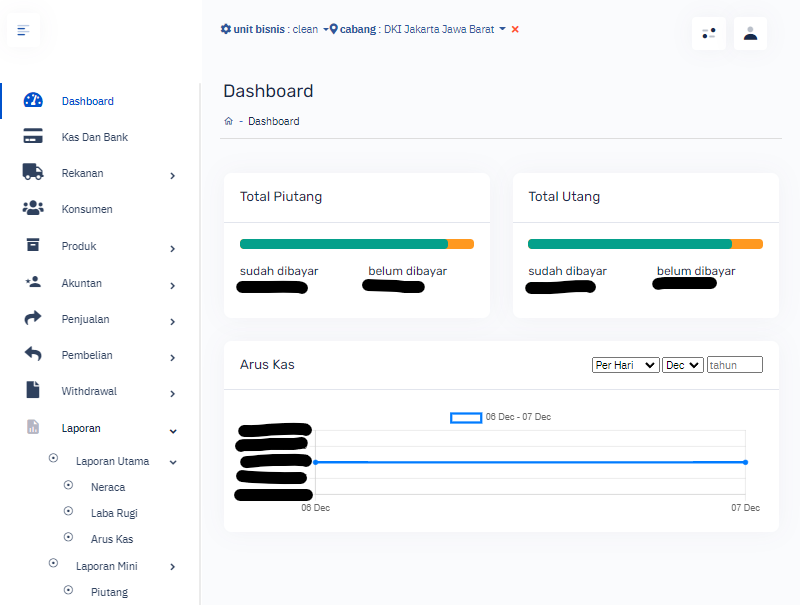 unit bisnis : clean cabang : DKI Jakarta Jawa Barat
Dashboard
Kas Dan Bank
Rekanan
Konsumen
Produk
Akuntan
Penjualan
Pembelian
Withdrawal
Laporan
Laporan Utama
Neraca
Laba Rugi
Arus Kas
Laporan Mini
Piutang
Dashboard
- Dashboard
Total Piutang
sudah dibayar belum dibayar
Total Utang
sudah dibayar belum dibayar
Arus Kas Per Hari Dec tahun
06 Dec - 07 Dec
06 Dec 07 Dec